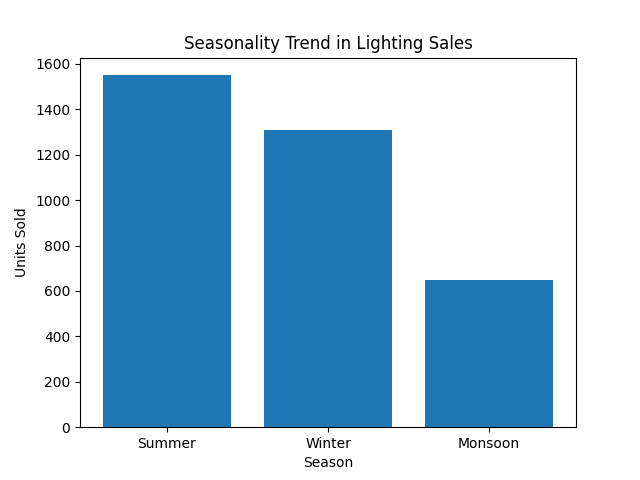 Seasonality Trend in Lighting Sales
1600
1400
1200
1000
800
600
400
200
0
Units Sold
Summer Winter Monsoon
Season